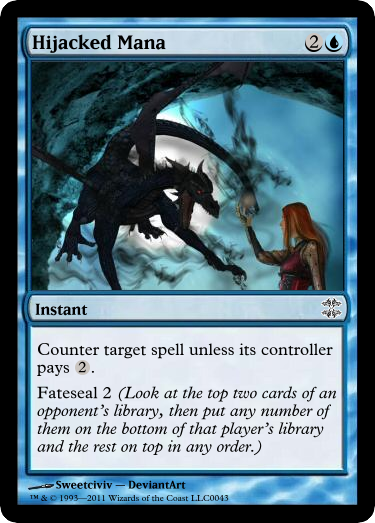 Hijacked Mana 2
Instant
Counter target spell unless its controller
pays 2.
Fateseal 2 (Look at the top two cards of an
opponent's library, then put any number of
them on the bottom of that player's library
and the rest on top in any order.)
Sweetciviv — DeviantArt
™ & © 1993—2011 Wizards of the Coast LLC0043